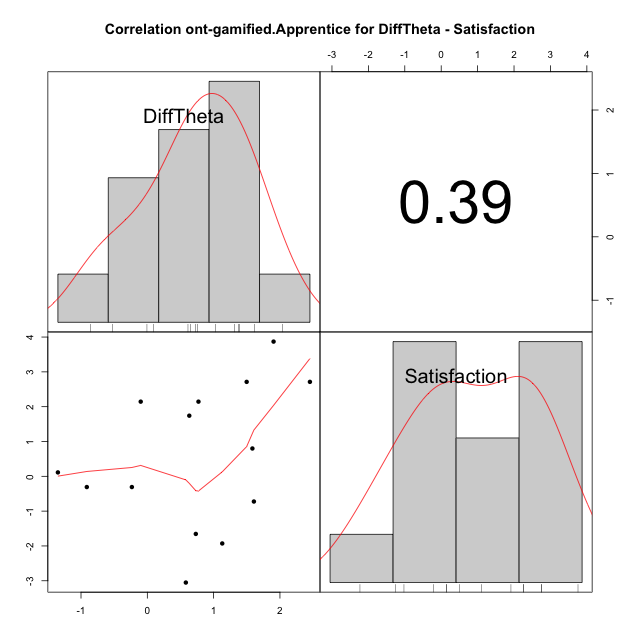 Correlation ont-gamified.Apprentice for DiffTheta - Satisfaction
-3 -2 -1 0 1 2 3 4
DiffTheta
0.39
2
1
0
-1
4
3
2
1
0
-1
-2
-3
Satisfaction
-1 0 1 2